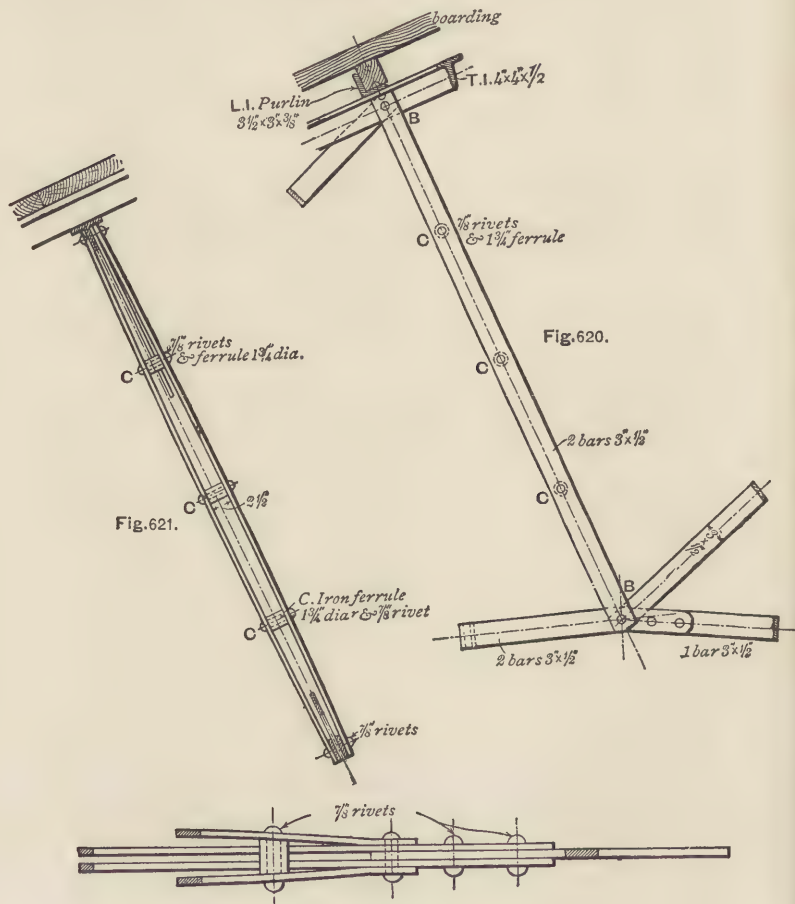 boarding
T.I. 4"×4"×1/2
L.I. Purlin
3½"×3"×⅜"
B
C
⅞ rivets
& 1¾" ferrule
Fig. 620.
⅞" rivets
& ferrule 1¾" dia.
C
C
2 bars 3"×½"
C
2½"
C
Fig. 621.
C. Iron ferrule
1¾" diar & ⅞" rivet
C
B
2 bars 3"×½"
1 bar 3"×½"
⅞" rivets
⅞" rivets